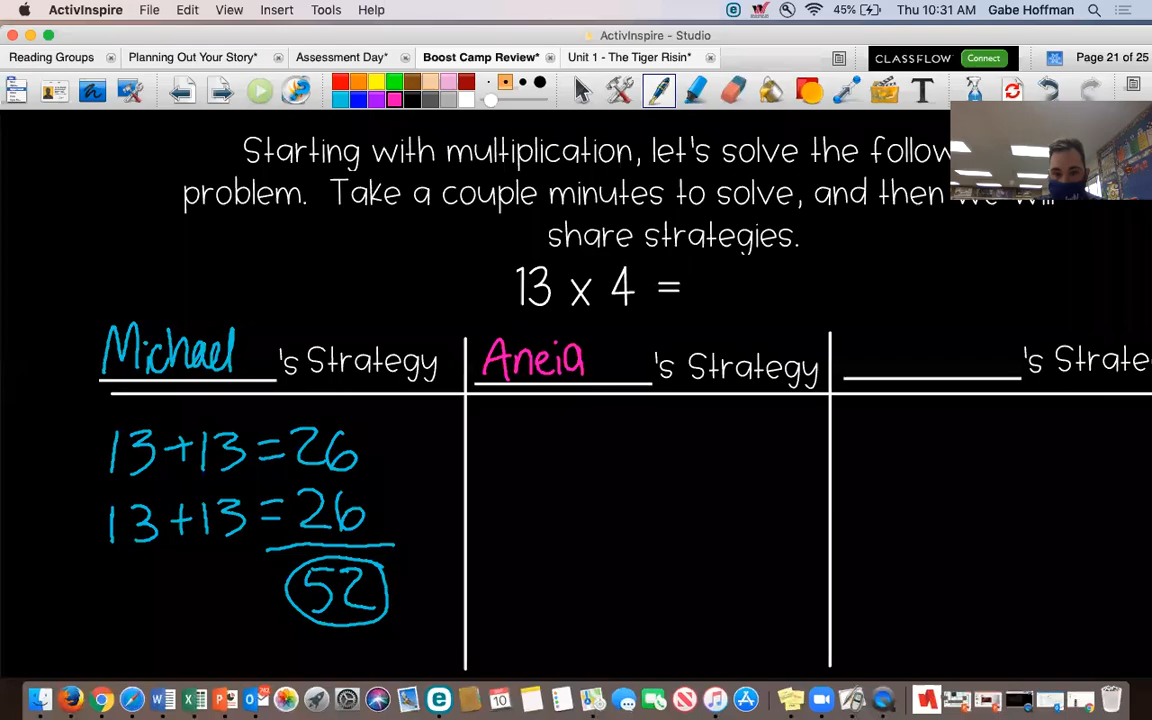 ActivInspire File Edit View Insert Tools Help 45% Thu 10:31 AM Gabe Hoffman
ActivInspire - Studio
Reading Groups Planning Out Your Story* Assessment Day* Boost Camp Review* Unit 1 - The Tiger Risin* CLASSFLOW Connect Page 21 of 25
Starting with multiplication, let's solve the follow
problem. Take a couple minutes to solve, and then
share strategies.
13 x 4 =
Michael 's Strategy Aneia 's Strategy 's Strate
13+13=26
13+13=26
52